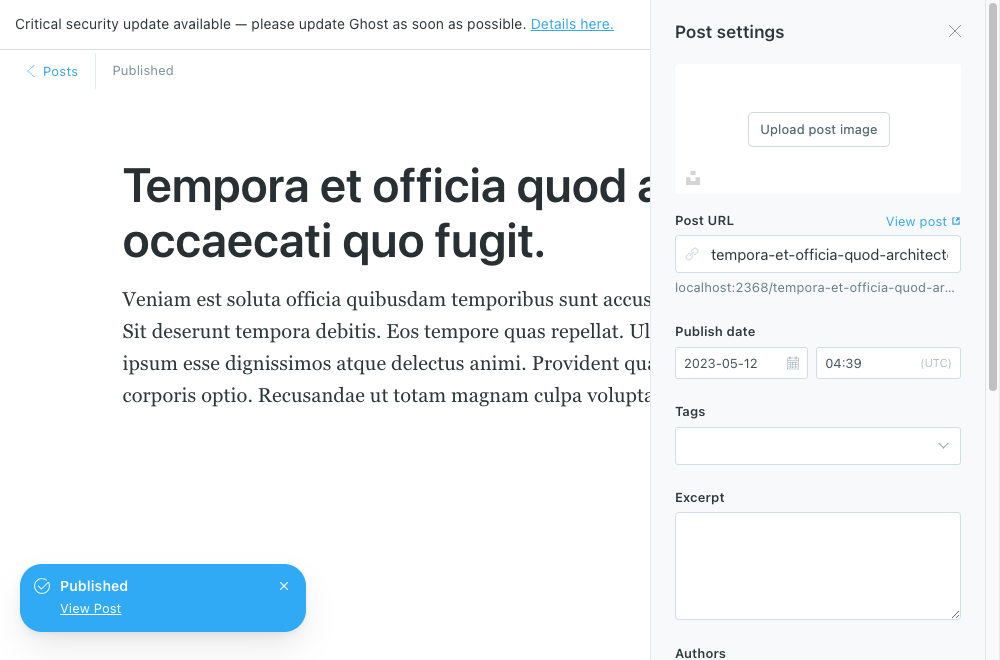 Critical security update available — please update Ghost as soon as possible. Details here.
Posts
Published
Tempora et officia quod
occaecati quo fugit.
Veniam est soluta officia quibusdam temporibus sunt accus
Sit deserunt tempora debitis. Eos tempore quas repellat. Ul
ipsum esse dignissimos atque delectus animi. Provident qua
corporis optio. Recusandae ut totam magnam culpa volupta
Published
View Post
Post settings
Upload post image
Post URL
View post
tempora-et-officia-quod-architect
localhost:2368/tempora-et-officia-quod-ar...
Publish date
2023-05-12
04:39
(UTC)
Tags
Excerpt
Authors